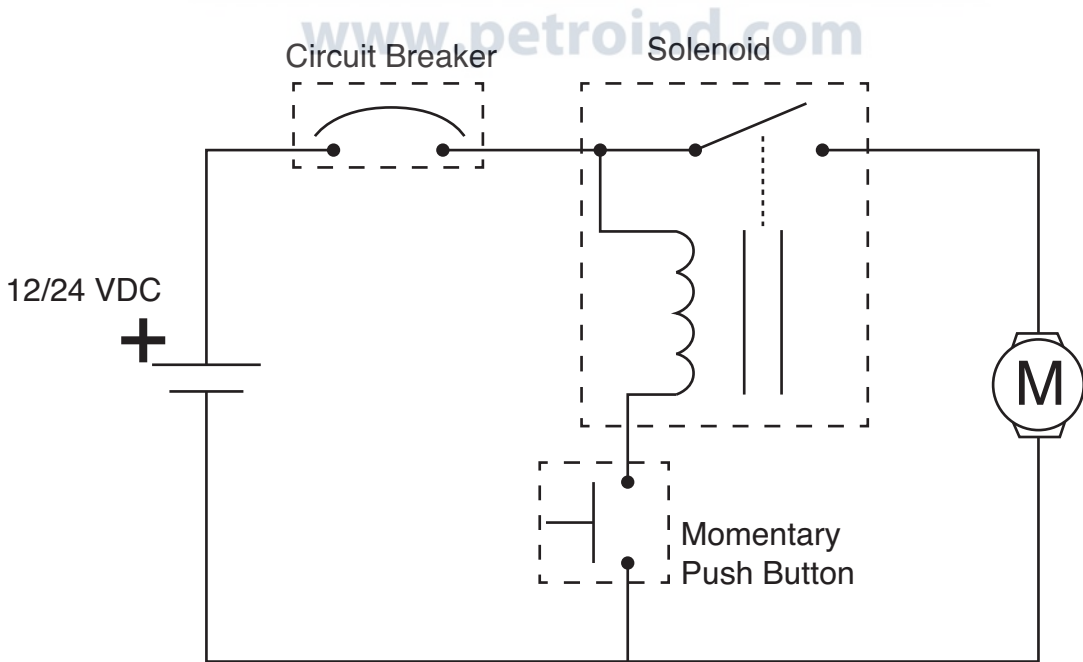 www.petroind.com
Circuit Breaker
Solenoid
12/24 VDC
+
M
Momentary
Push Button